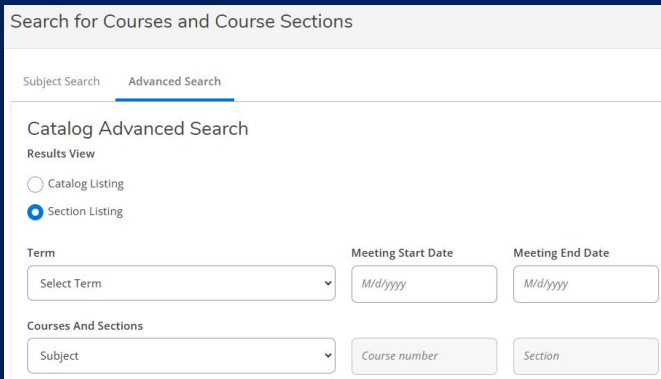 Search for Courses and Course Sections
Subject Search Advanced Search
Catalog Advanced Search
Results View
Catalog Listing
Section Listing
Term Meeting Start Date Meeting End Date
Select Term M/d/yyyy M/d/yyyy
Courses And Sections
Subject Course number Section